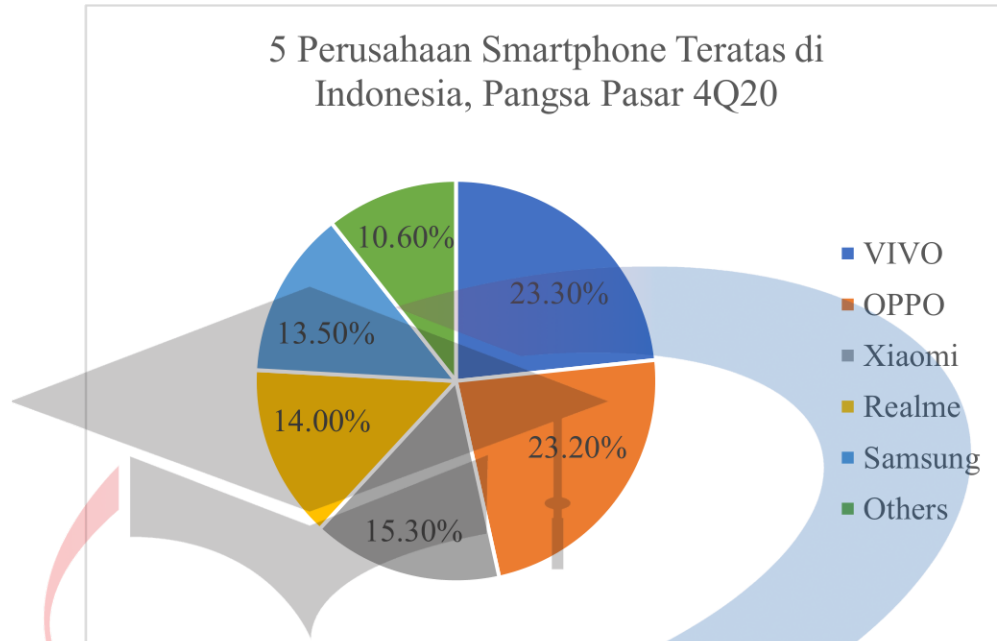 5 Perusahaan Smartphone Teratas di
Indonesia, Pangsa Pasar 4Q20
10.60%
23.30%
13.50%
14.00%
23.20%
15.30%
VIVO
OPPO
Xiaomi
Realme
Samsung
Others